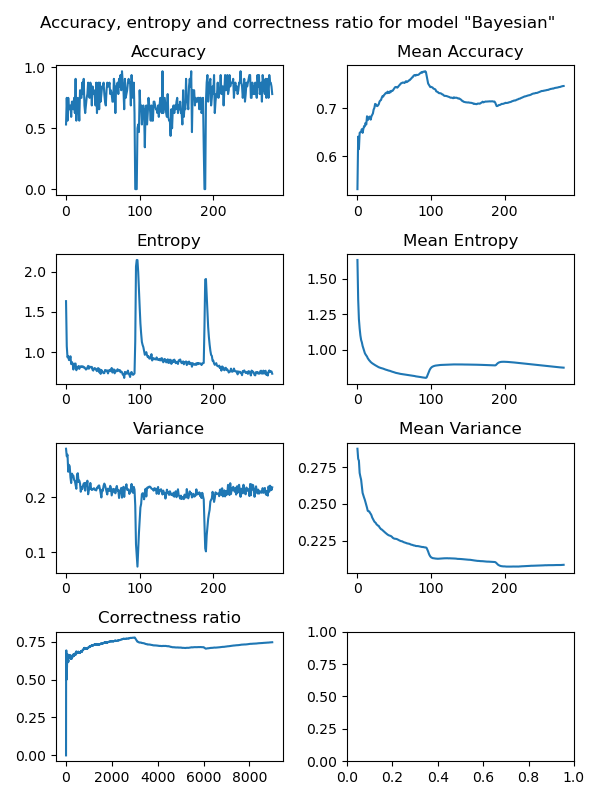 Accuracy, entropy and correctness ratio for model "Bayesian"
Accuracy
1.0
0.5
0.0
0 100 200
Mean Accuracy
0.7
0.6
0 100 200
Entropy
2.0
1.5
1.0
0 100 200
Mean Entropy
1.50
1.25
1.00
0 100 200
Variance
0.2
0.1
0 100 200
Mean Variance
0.275
0.250
0.225
0 100 200
Correctness ratio
0.75
0.50
0.25
0.00
0 2000 4000 6000 8000
1.00
0.75
0.50
0.25
0.00
0.0 0.2 0.4 0.6 0.8 1.0